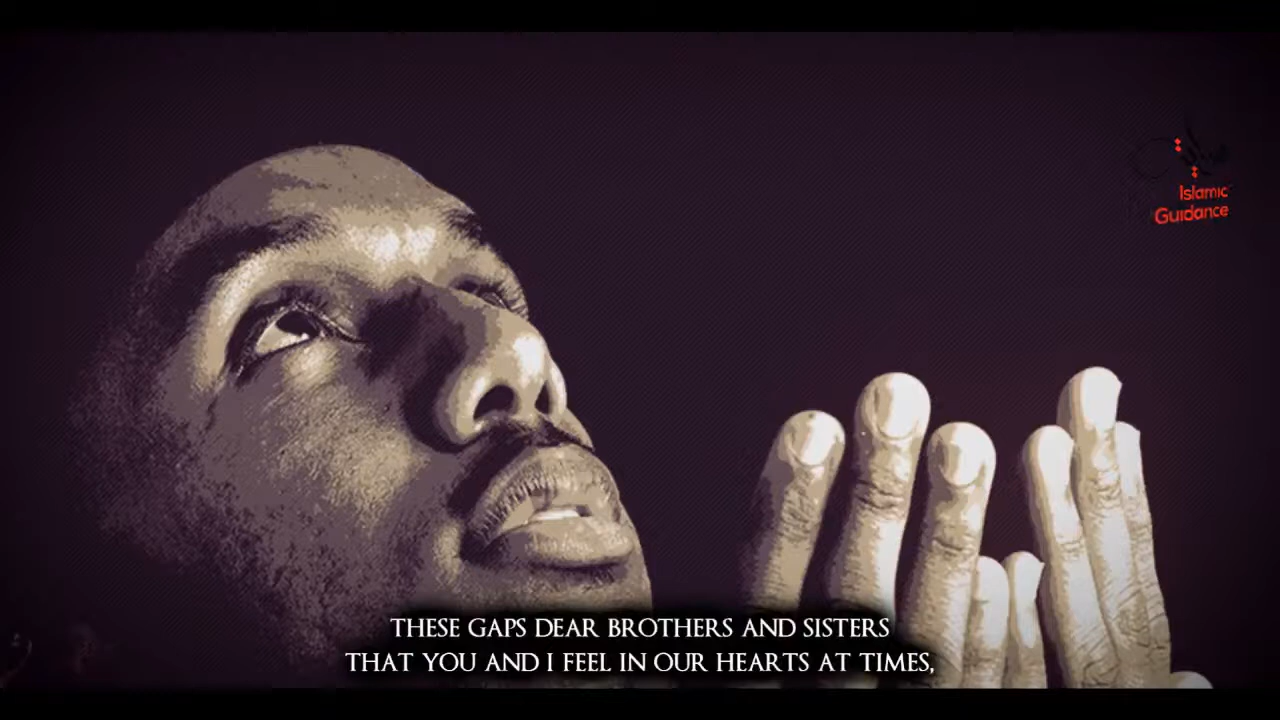 Islamic
Guidance
THESE GAPS DEAR BROTHERS AND SISTERS
THAT YOU AND I FEEL IN OUR HEARTS AT TIMES,